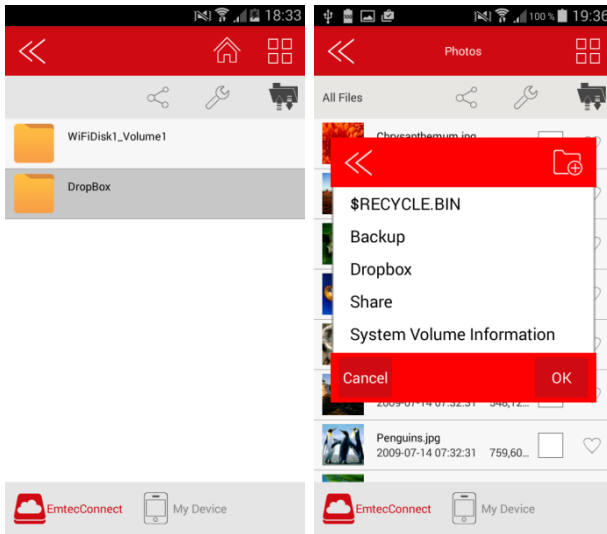 18:33
WiFiDisk1_Volume1
DropBox
EmtecConnect
My Device
100 % 19:36
Photos
All Files
Chrysanthemum.jpg
$RECYCLE.BIN
Backup
Dropbox
Share
System Volume Information
Cancel
OK
2009-07-14 07:32:31 548,12...
Penguins.jpg
2009-07-14 07:32:31 759,60...
EmtecConnect
My Device